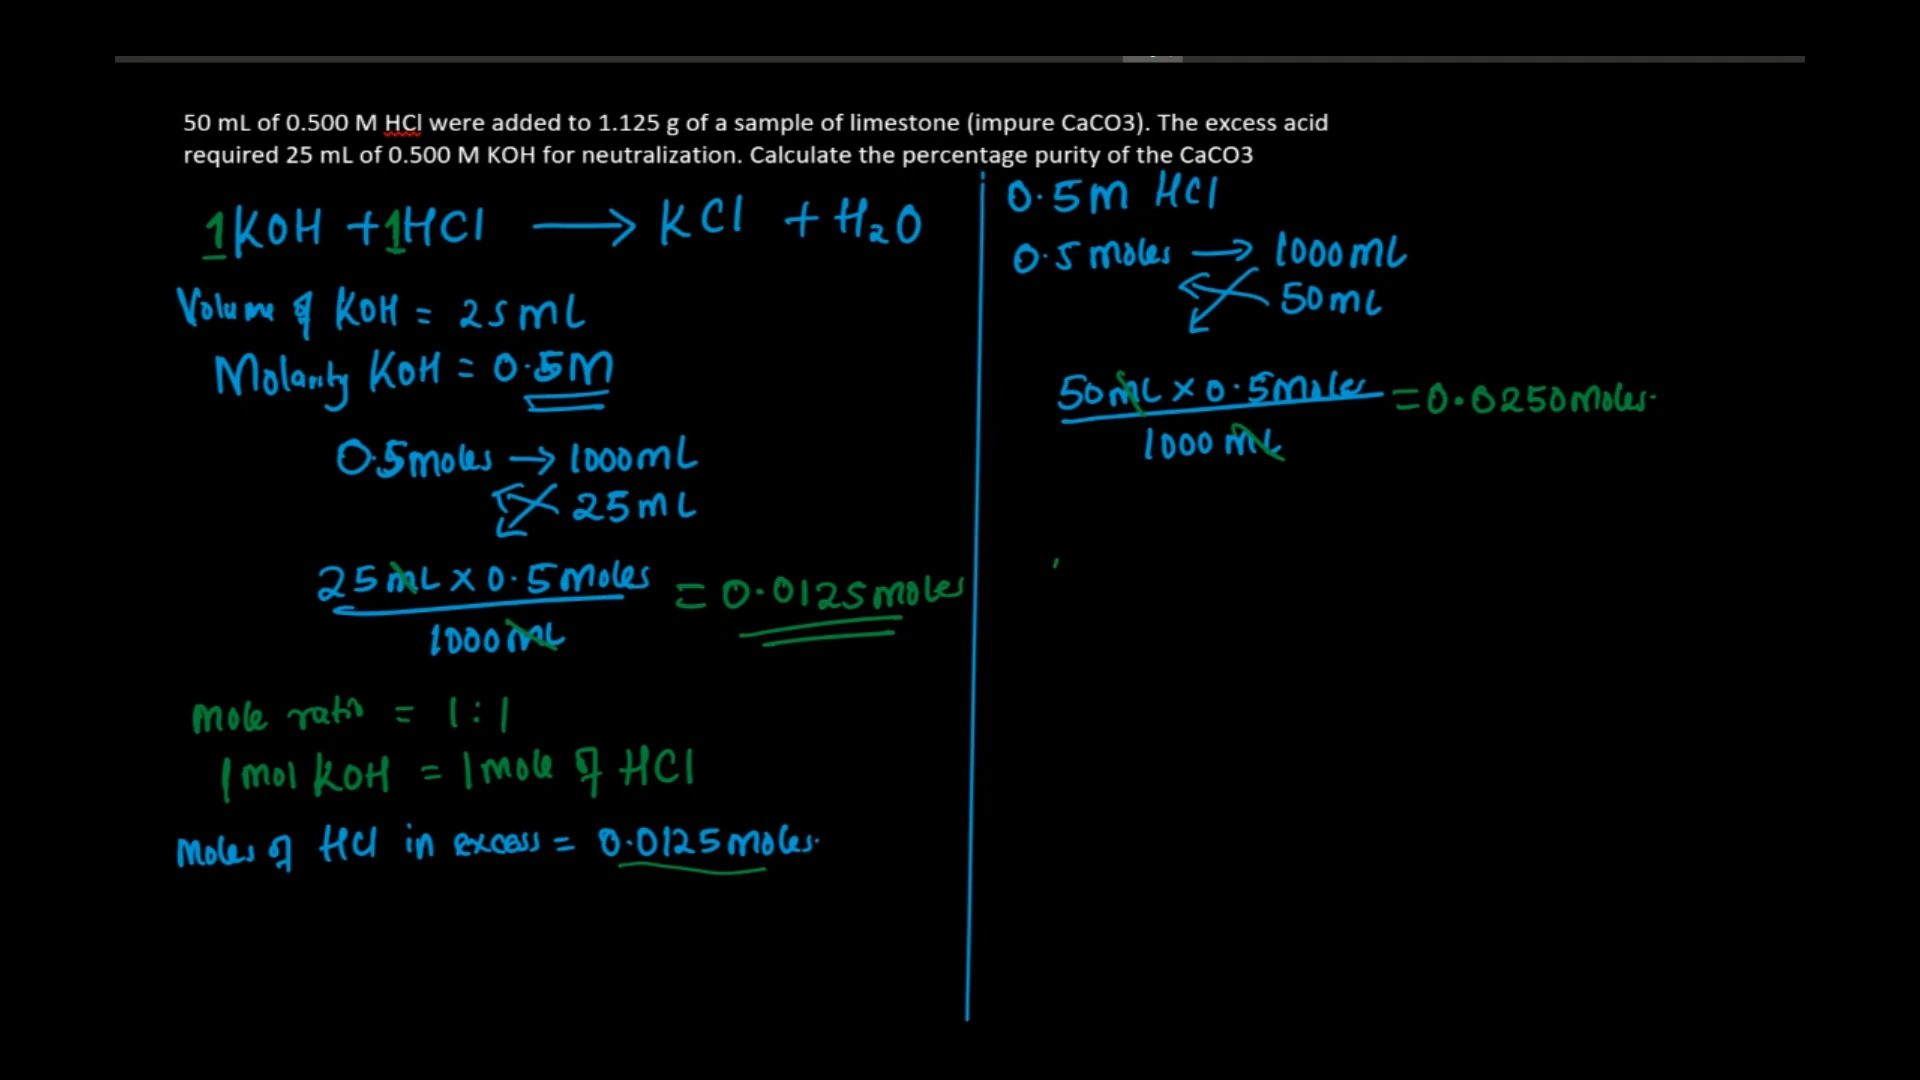 50 mL of 0.500 M HCl were added to 1.125 g of a sample of limestone (impure CaCO3). The excess acid
required 25 mL of 0.500 M KOH for neutralization. Calculate the percentage purity of the CaCO3
1KOH + 1HCl ⟶ KCl + H₂O
Volume of KOH = 25mL
Molarity KOH = 0.5M
0.5moles → 1000mL
25mL
25mL x 0.5moles = 0.0125moles
1000mL
Mole ratio = 1:1
1mol KOH = 1mole of HCl
Moles of HCl in excess = 0.0125moles.
0.5M HCl
0.5moles → 1000mL
50mL
50mL x 0.5Moles = 0.0250Moles.
1000mL